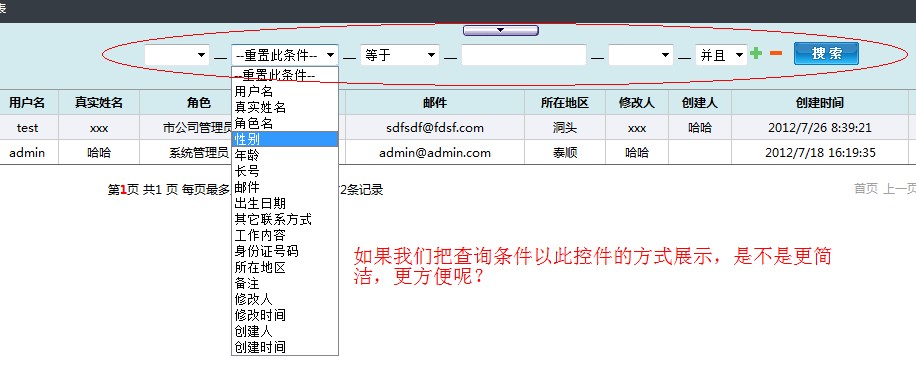 表
--重置此条件-- 等于 并且 搜索
--重置此条件--
用户名
真实姓名
角色名
性别
年龄
长号
邮件
出生日期
其它联系方式
工作内容
身份证号码
所在地区
备注
修改人
修改时间
创建人
创建时间
用户名 真实姓名 角色 邮件 所在地区 修改人 创建人 创建时间
test xxx 市公司管理员 sdfsdf@fdsf.com 洞头 xxx 哈哈 2012/7/26 8:39:21
admin 哈哈 系统管理员 admin@admin.com 泰顺 哈哈 2012/7/18 16:19:35
第1页 共1 页 每页最多 2条记录 首页 上一页
如果我们把查询条件以此控件的方式展示，是不是更简
洁，更方便呢？